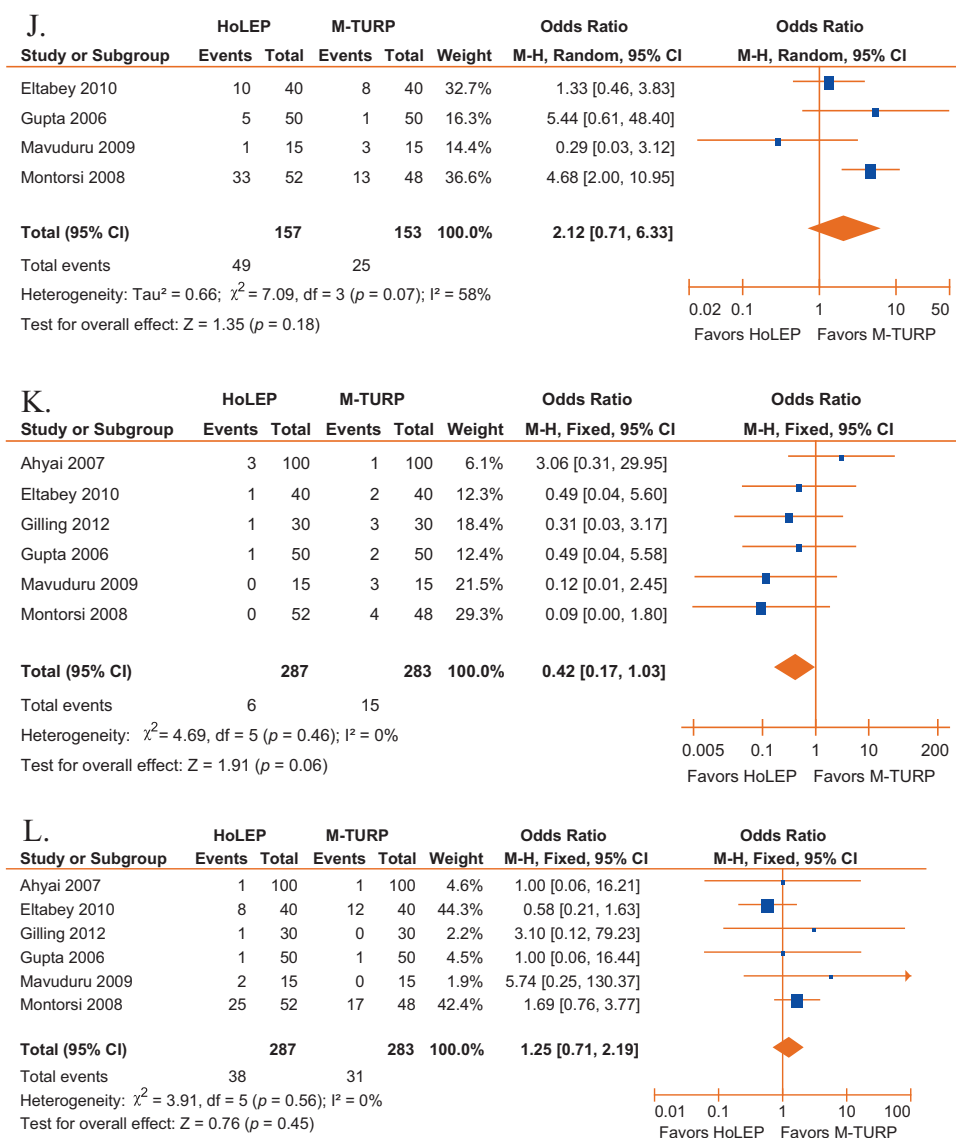 J.
HoLEP M-TURP Odds Ratio Odds Ratio
Study or Subgroup Events Total Events Total Weight M-H, Random, 95% CI M-H, Random, 95% CI
Eltabey 2010 10 40 8 40 32.7% 1.33 [0.46, 3.83]
Gupta 2006 5 50 1 50 16.3% 5.44 [0.61, 48.40]
Mavuduru 2009 1 15 3 15 14.4% 0.29 [0.03, 3.12]
Montorsi 2008 33 52 13 48 36.6% 4.68 [2.00, 10.95]
Total (95% CI) 157 153 100.0% 2.12 [0.71, 6.33]
Total events 49 25
Heterogeneity: Tau² = 0.66; χ² = 7.09, df = 3 (p = 0.07); I² = 58%
Test for overall effect: Z = 1.35 (p = 0.18)
0.02 0.1 1 10 50
Favors HoLEP Favors M-TURP
K.
HoLEP M-TURP Odds Ratio Odds Ratio
Study or Subgroup Events Total Events Total Weight M-H, Fixed, 95% CI M-H, Fixed, 95% CI
Ahyai 2007 3 100 1 100 6.1% 3.06 [0.31, 29.95]
Eltabey 2010 1 40 2 40 12.3% 0.49 [0.04, 5.60]
Gilling 2012 1 30 3 30 18.4% 0.31 [0.03, 3.17]
Gupta 2006 1 50 2 50 12.4% 0.49 [0.04, 5.58]
Mavuduru 2009 0 15 3 15 21.5% 0.12 [0.01, 2.45]
Montorsi 2008 0 52 4 48 29.3% 0.09 [0.00, 1.80]
Total (95% CI) 287 283 100.0% 0.42 [0.17, 1.03]
Total events 6 15
Heterogeneity: χ² = 4.69, df = 5 (p = 0.46); I² = 0%
Test for overall effect: Z = 1.91 (p = 0.06)
0.005 0.1 1 10 200
Favors HoLEP Favors M-TURP
L.
HoLEP M-TURP Odds Ratio Odds Ratio
Study or Subgroup Events Total Events Total Weight M-H, Fixed, 95% CI M-H, Fixed, 95% CI
Ahyai 2007 1 100 1 100 4.6% 1.00 [0.06, 16.21]
Eltabey 2010 8 40 12 40 44.3% 0.58 [0.21, 1.63]
Gilling 2012 1 30 0 30 2.2% 3.10 [0.12, 79.23]
Gupta 2006 1 50 1 50 4.5% 1.00 [0.06, 16.44]
Mavuduru 2009 2 15 0 15 1.9% 5.74 [0.25, 130.37]
Montorsi 2008 25 52 17 48 42.4% 1.69 [0.76, 3.77]
Total (95% CI) 287 283 100.0% 1.25 [0.71, 2.19]
Total events 38 31
Heterogeneity: χ² = 3.91, df = 5 (p = 0.56); I² = 0%
Test for overall effect: Z = 0.76 (p = 0.45)
0.01 0.1 1 10 100
Favors HoLEP Favors M-TURP